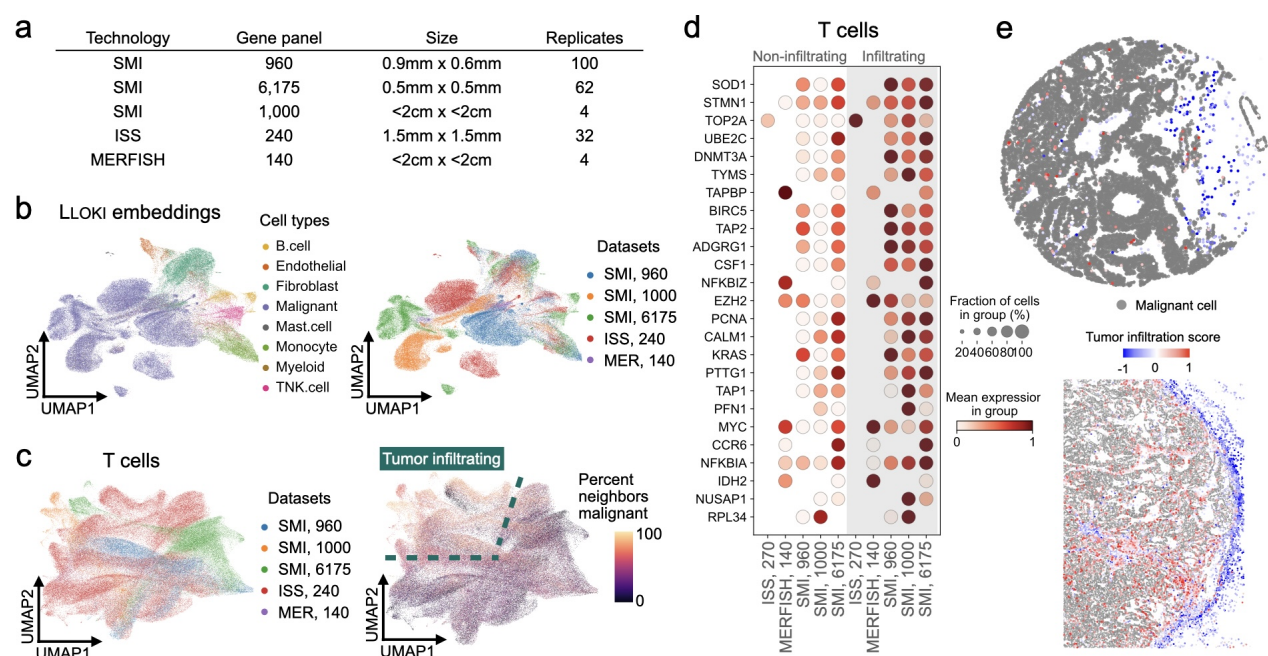 a
Technology Gene panel Size Replicates
SMI 960 0.9mm x 0.6mm 100
SMI 6,175 0.5mm x 0.5mm 62
SMI 1,000 <2cm x <2cm 4
ISS 240 1.5mm x 1.5mm 32
MERFISH 140 <2cm x <2cm 4
b
LLOKI embeddings
Cell types
B.cell
Endothelial
Fibroblast
Malignant
Mast.cell
Monocyte
Myeloid
TNK.cell
UMAP2
UMAP1
Datasets
SMI, 960
SMI, 1000
SMI, 6175
ISS, 240
MER, 140
UMAP2
UMAP1
c
T cells
Datasets
SMI, 960
SMI, 1000
SMI, 6175
ISS, 240
MER, 140
UMAP2
UMAP1
Tumor infiltrating
Percent
neighbors
malignant
100
0
UMAP2
UMAP1
d
T cells
Non-infiltrating Infiltrating
SOD1
STMN1
TOP2A
UBE2C
DNMT3A
TYMS
TAPBP
BIRC5
TAP2
ADGRG1
CSF1
NFKBIZ
EZH2
PCNA
CALM1
KRAS
PTTG1
TAP1
PFN1
MYC
CCR6
NFKBIA
IDH2
NUSAP1
RPL34
ISS, 270
MERFISH, 140
SMI, 960
SMI, 1000
SMI, 6175
ISS, 270
MERFISH, 140
SMI, 960
SMI, 1000
SMI, 6175
Fraction of cells
in group (%)
20 40 60 80 100
Mean expression
in group
0 1
e
Malignant cell
Tumor infiltration score
-1 0 1